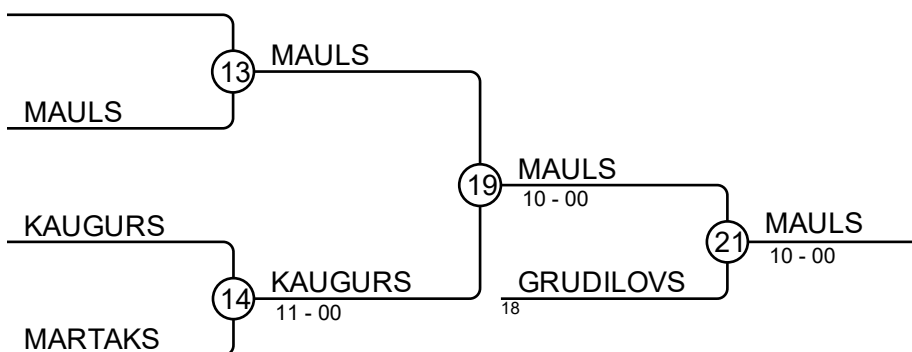 13
MAULS
MAULS
19
MAULS
10 - 00
KAUGURS
21
MAULS
10 - 00
14
KAUGURS
11 - 00
18
GRUDILOVS
MARTAKS